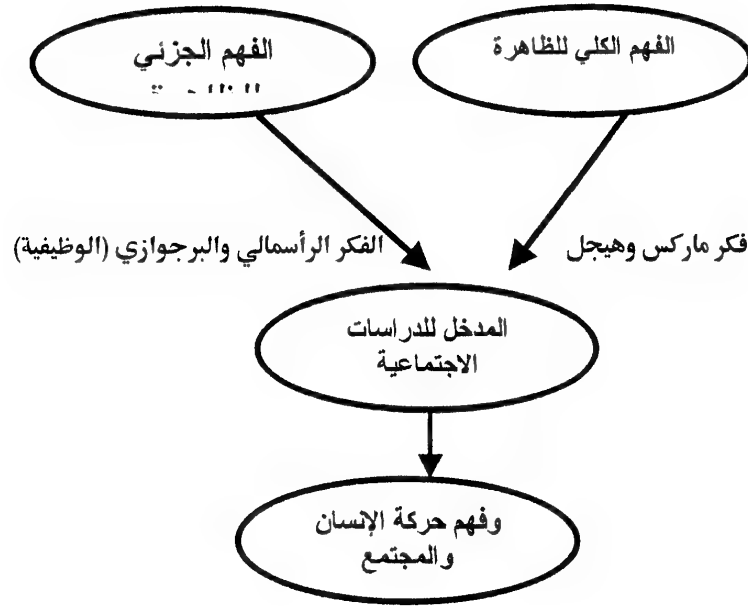 الفهم الكلي للظاهرة
الفهم الجزئي
فكر ماركس وهيجل
الفكر الرأسمالي والبرجوازي (الوظيفية)
المدخل للدراسات
الاجتماعية
وفهم حركة الإنسان
والمجتمع